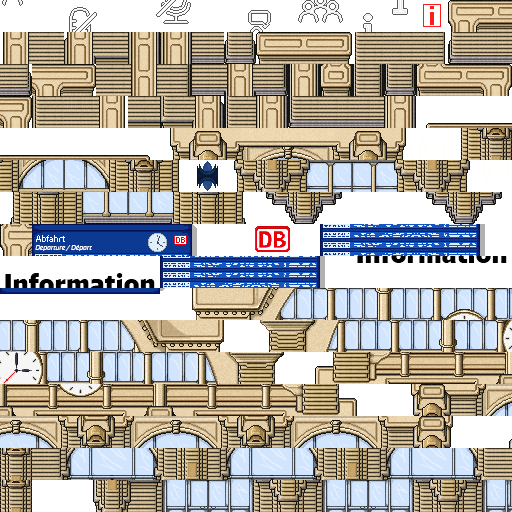 i
Abfahrt
Departure / Départ
DB
DB
Information
Information